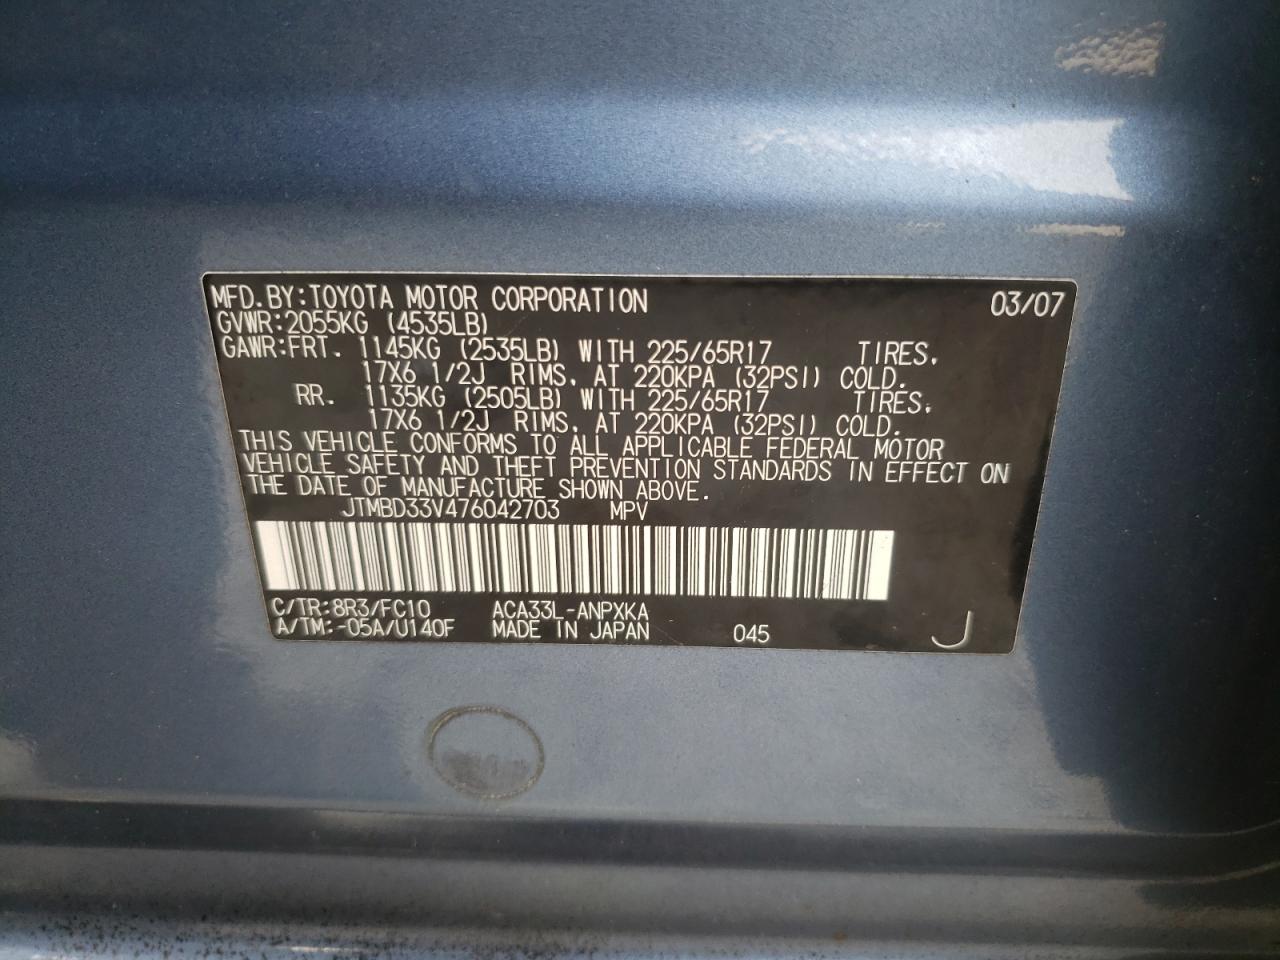 MFD.BY:TOYOTA MOTOR CORPORATION 03/07
GVWR:2055KG (4535LB)
GAWR:FRT. 1145KG (2535LB) WITH 225/65R17 TIRES,
17X6 1/2J RIMS, AT 220KPA (32PSI) COLD.
RR. 1135KG (2505LB) WITH 225/65R17 TIRES,
17X6 1/2J RIMS, AT 220KPA (32PSI) COLD.
THIS VEHICLE CONFORMS TO ALL APPLICABLE FEDERAL MOTOR
VEHICLE SAFETY AND THEFT PREVENTION STANDARDS IN EFFECT ON
THE DATE OF MANUFACTURE SHOWN ABOVE.
JTMBD33V476042703 MPV
C/TR:8R3/FC10 ACA33L-ANPXKA
A/TM:-05A/U140F MADE IN JAPAN 045 J